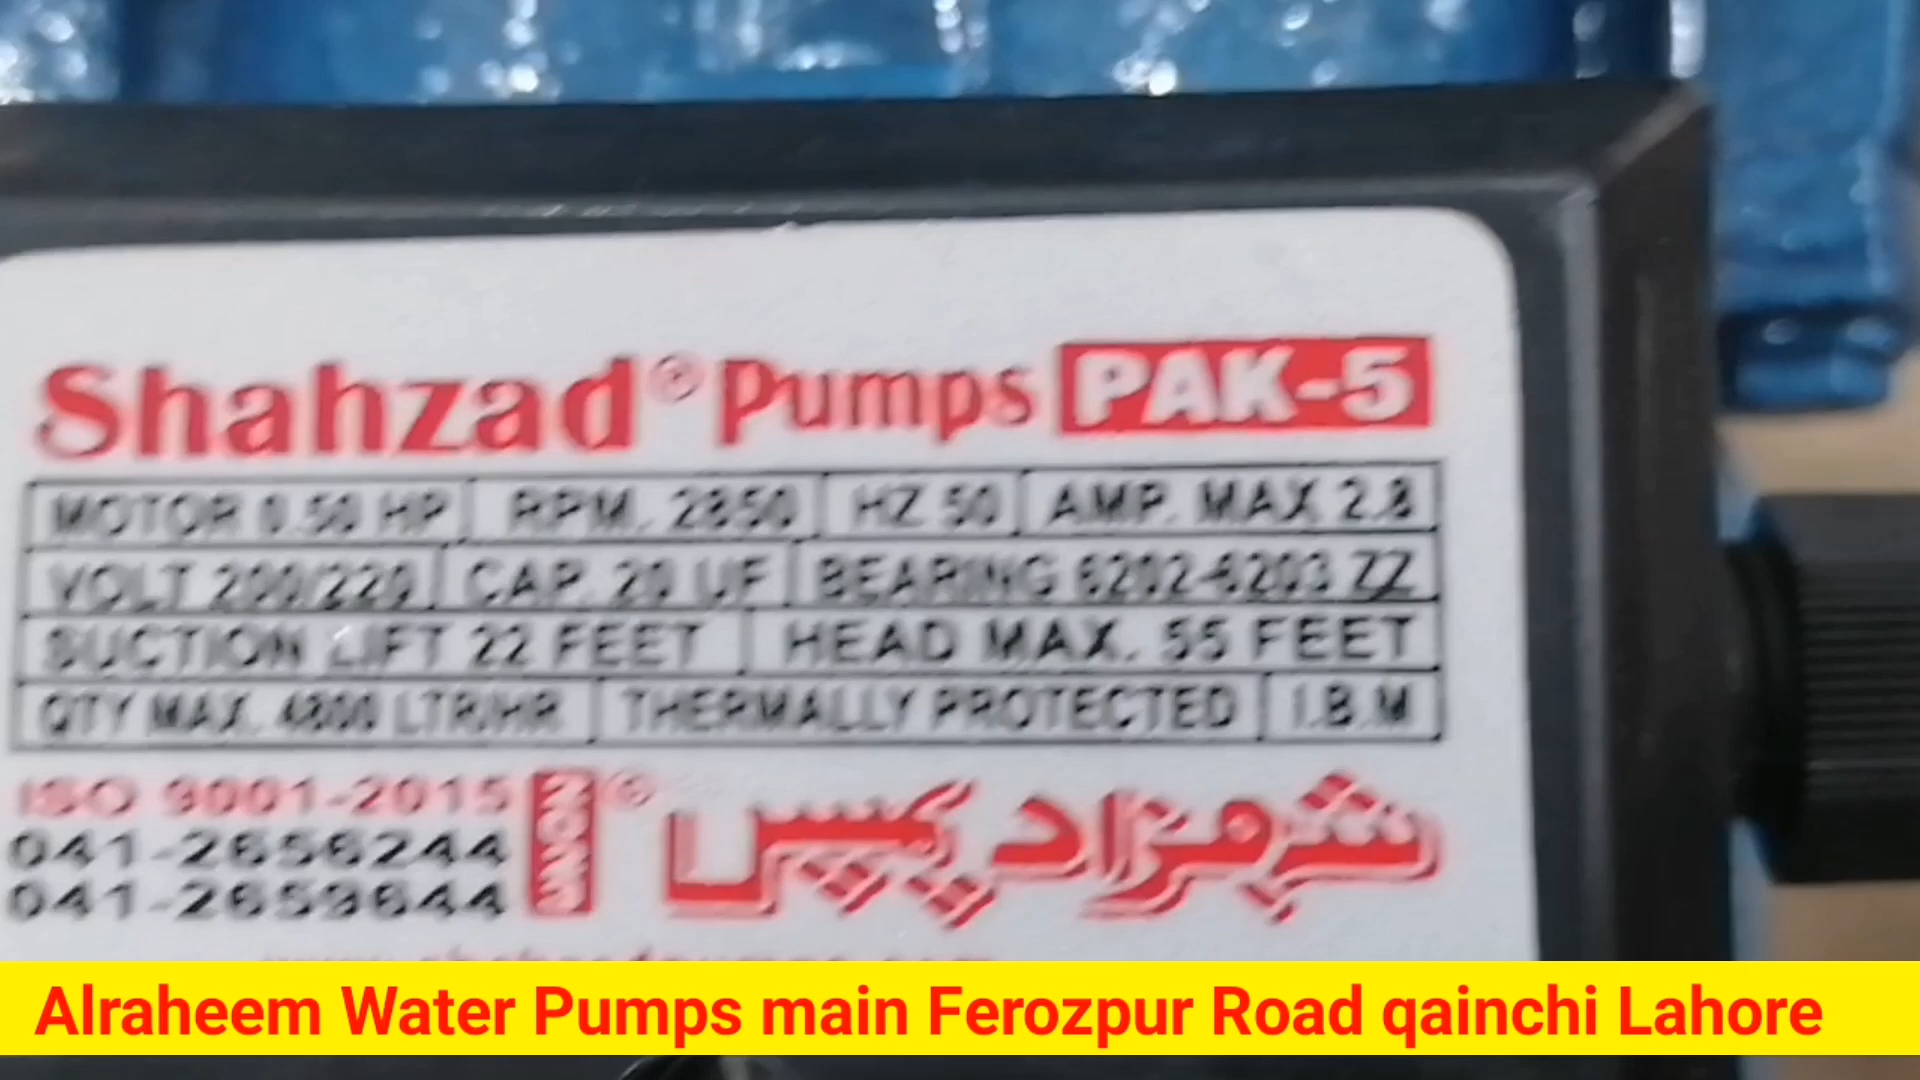 Shahzad® Pumps PAK-5
MOTOR 0.50 HP RPM. 2850 HZ 50 AMP. MAX 2.8
VOLT 200/220 CAP. 20 UF BEARING 6202-6203 ZZ
SUCTION LIFT 22 FEET HEAD MAX. 55 FEET
QTY MAX. 4800 LTR/HR THERMALLY PROTECTED I.B.M
ISO 9001-2015
041-2656244
041-2659644
® شہزاد پمپس
Alraheem Water Pumps main Ferozpur Road qainchi Lahore